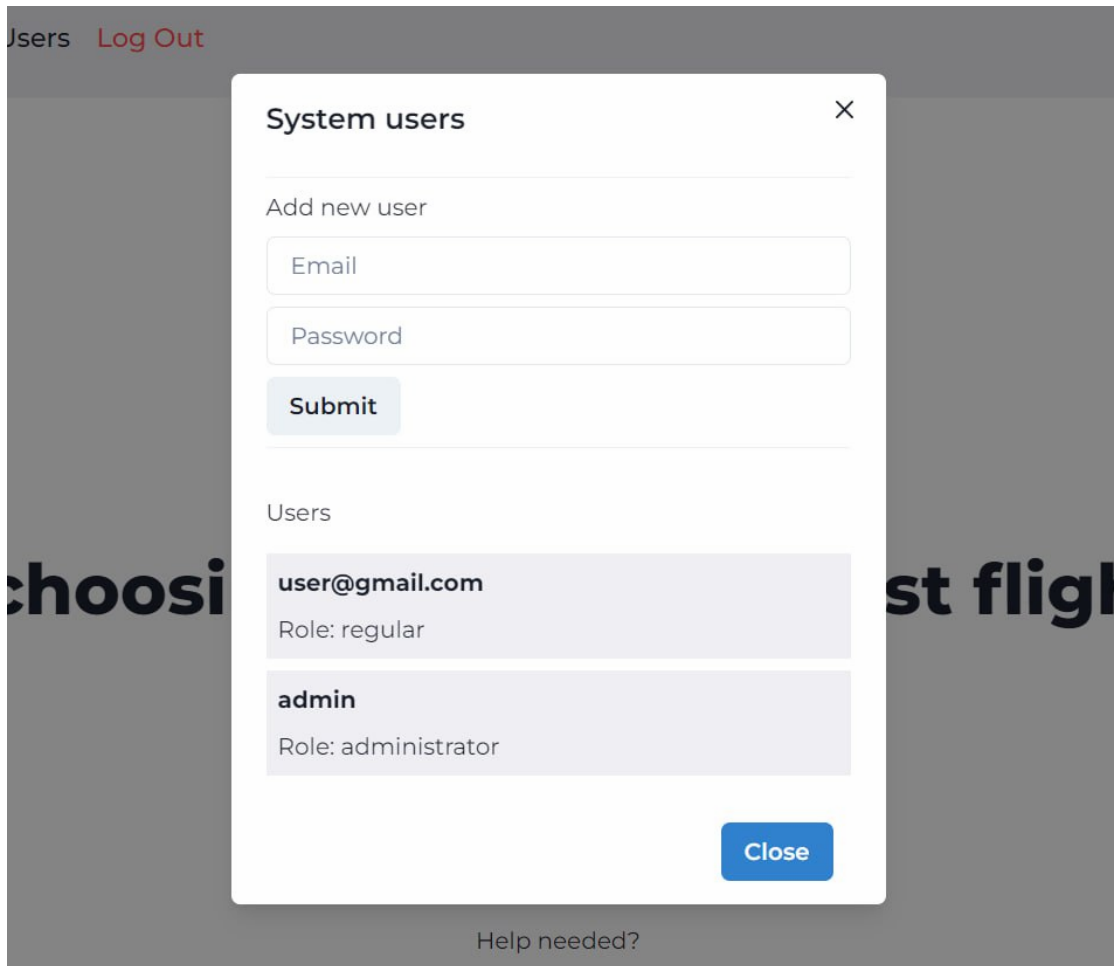 Users Log Out
System users
Add new user
Email
Password
Submit
Users
user@gmail.com
choosi st fligh
Role: regular
admin
Role: administrator
Close
Help needed?